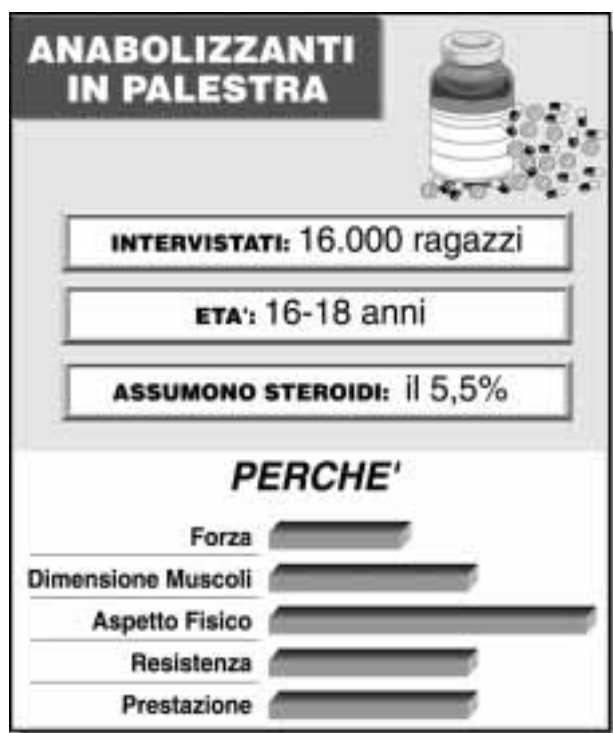 ANABOLIZZANTI
IN PALESTRA
INTERVISTATI: 16.000 ragazzi
ETA': 16-18 anni
ASSUMONO STEROIDI: il 5,5%
PERCHE'
Forza
Dimensione Muscoli
Aspetto Fisico
Resistenza
Prestazione